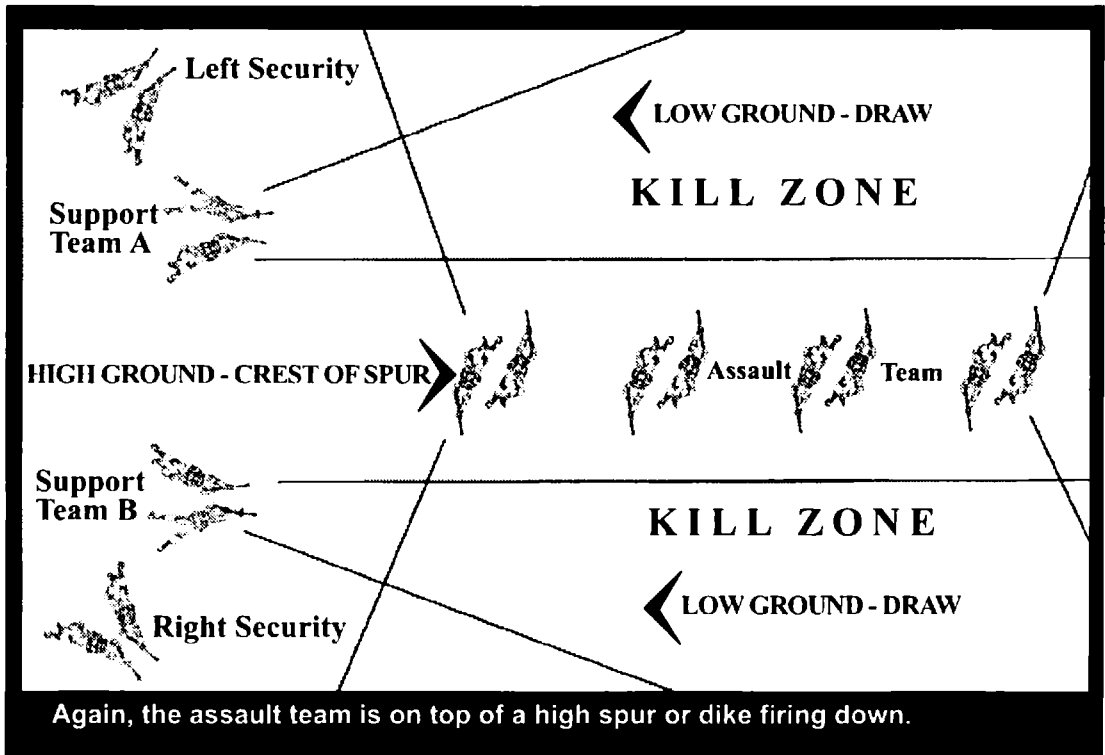 Left Security
LOW GROUND - DRAW
KILL ZONE
Support
Team A
HIGH GROUND - CREST OF SPUR
Assault Team
Support
Team B
KILL ZONE
LOW GROUND - DRAW
Right Security
Again, the assault team is on top of a high spur or dike firing down.